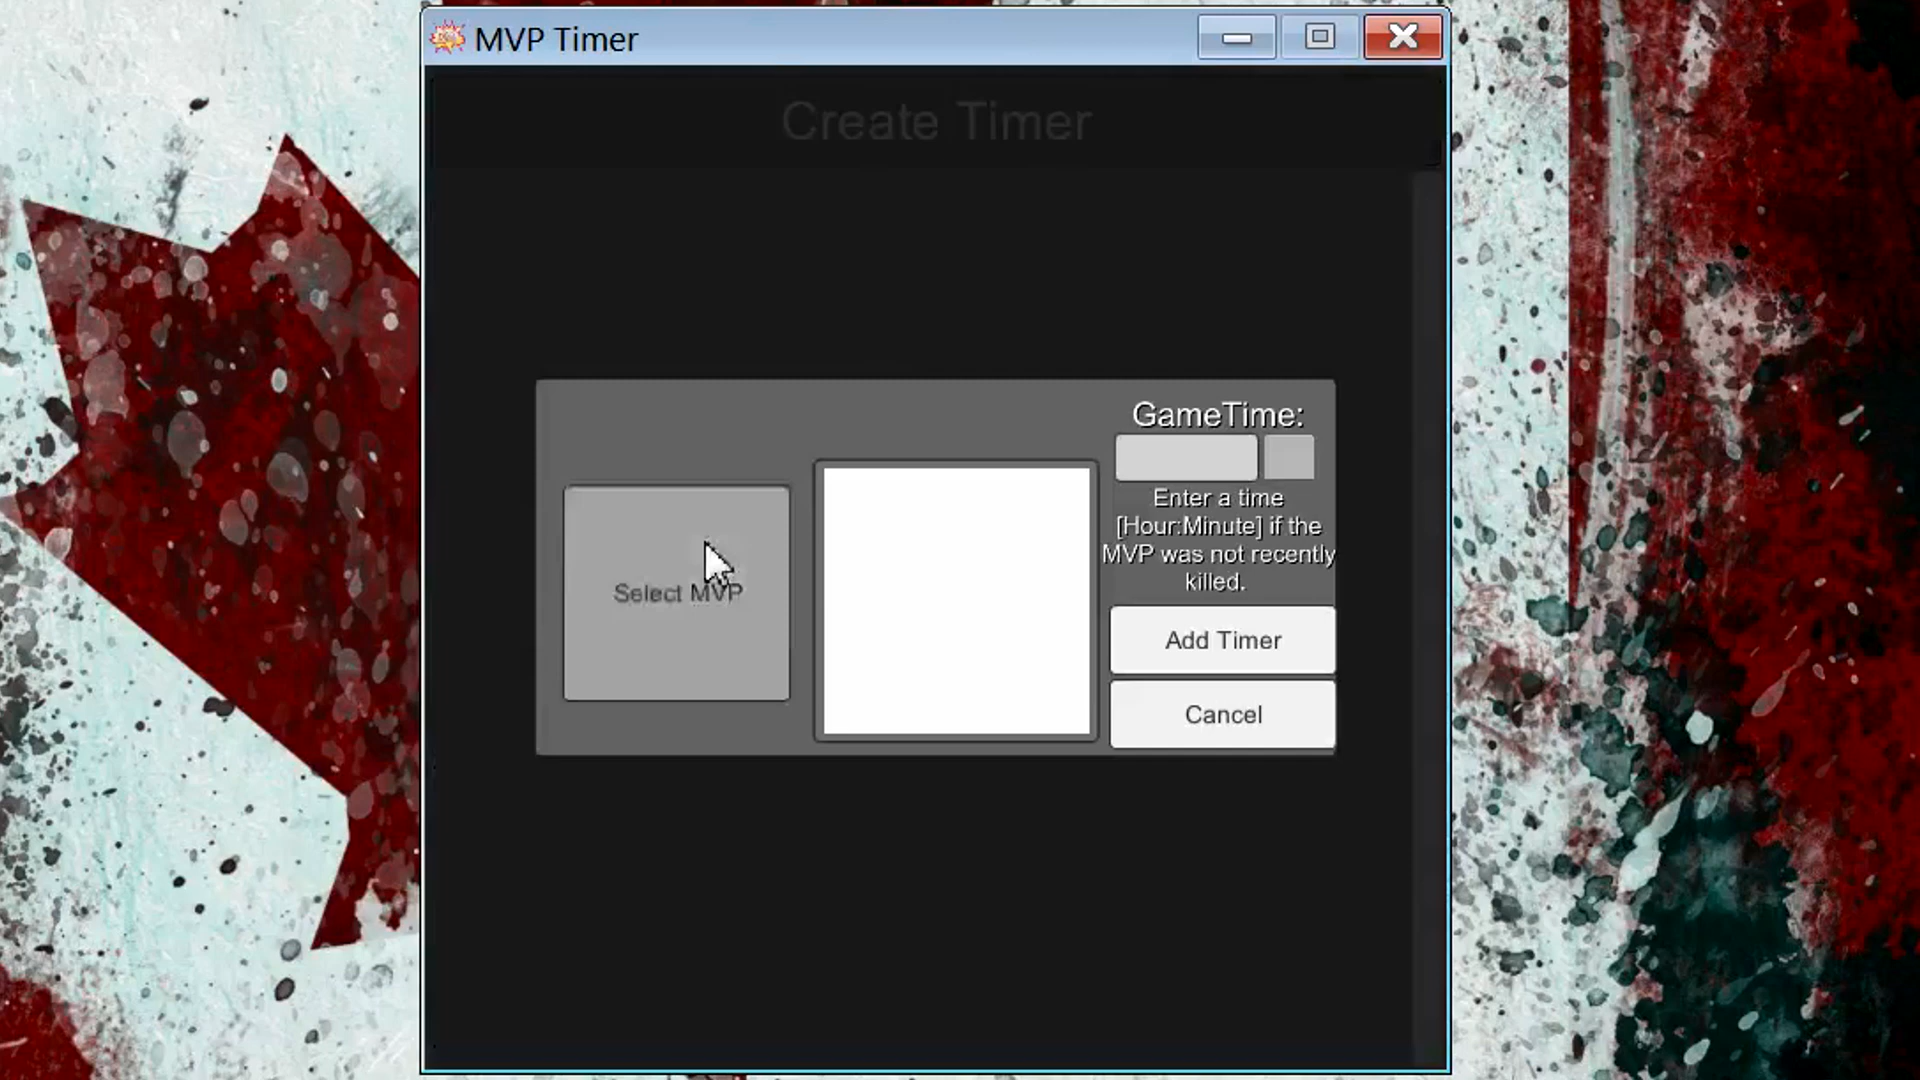 MVP Timer
Create Timer
GameTime:
Enter a time
[Hour:Minute] if the
MVP was not recently
killed.
Select MVP
Add Timer
Cancel